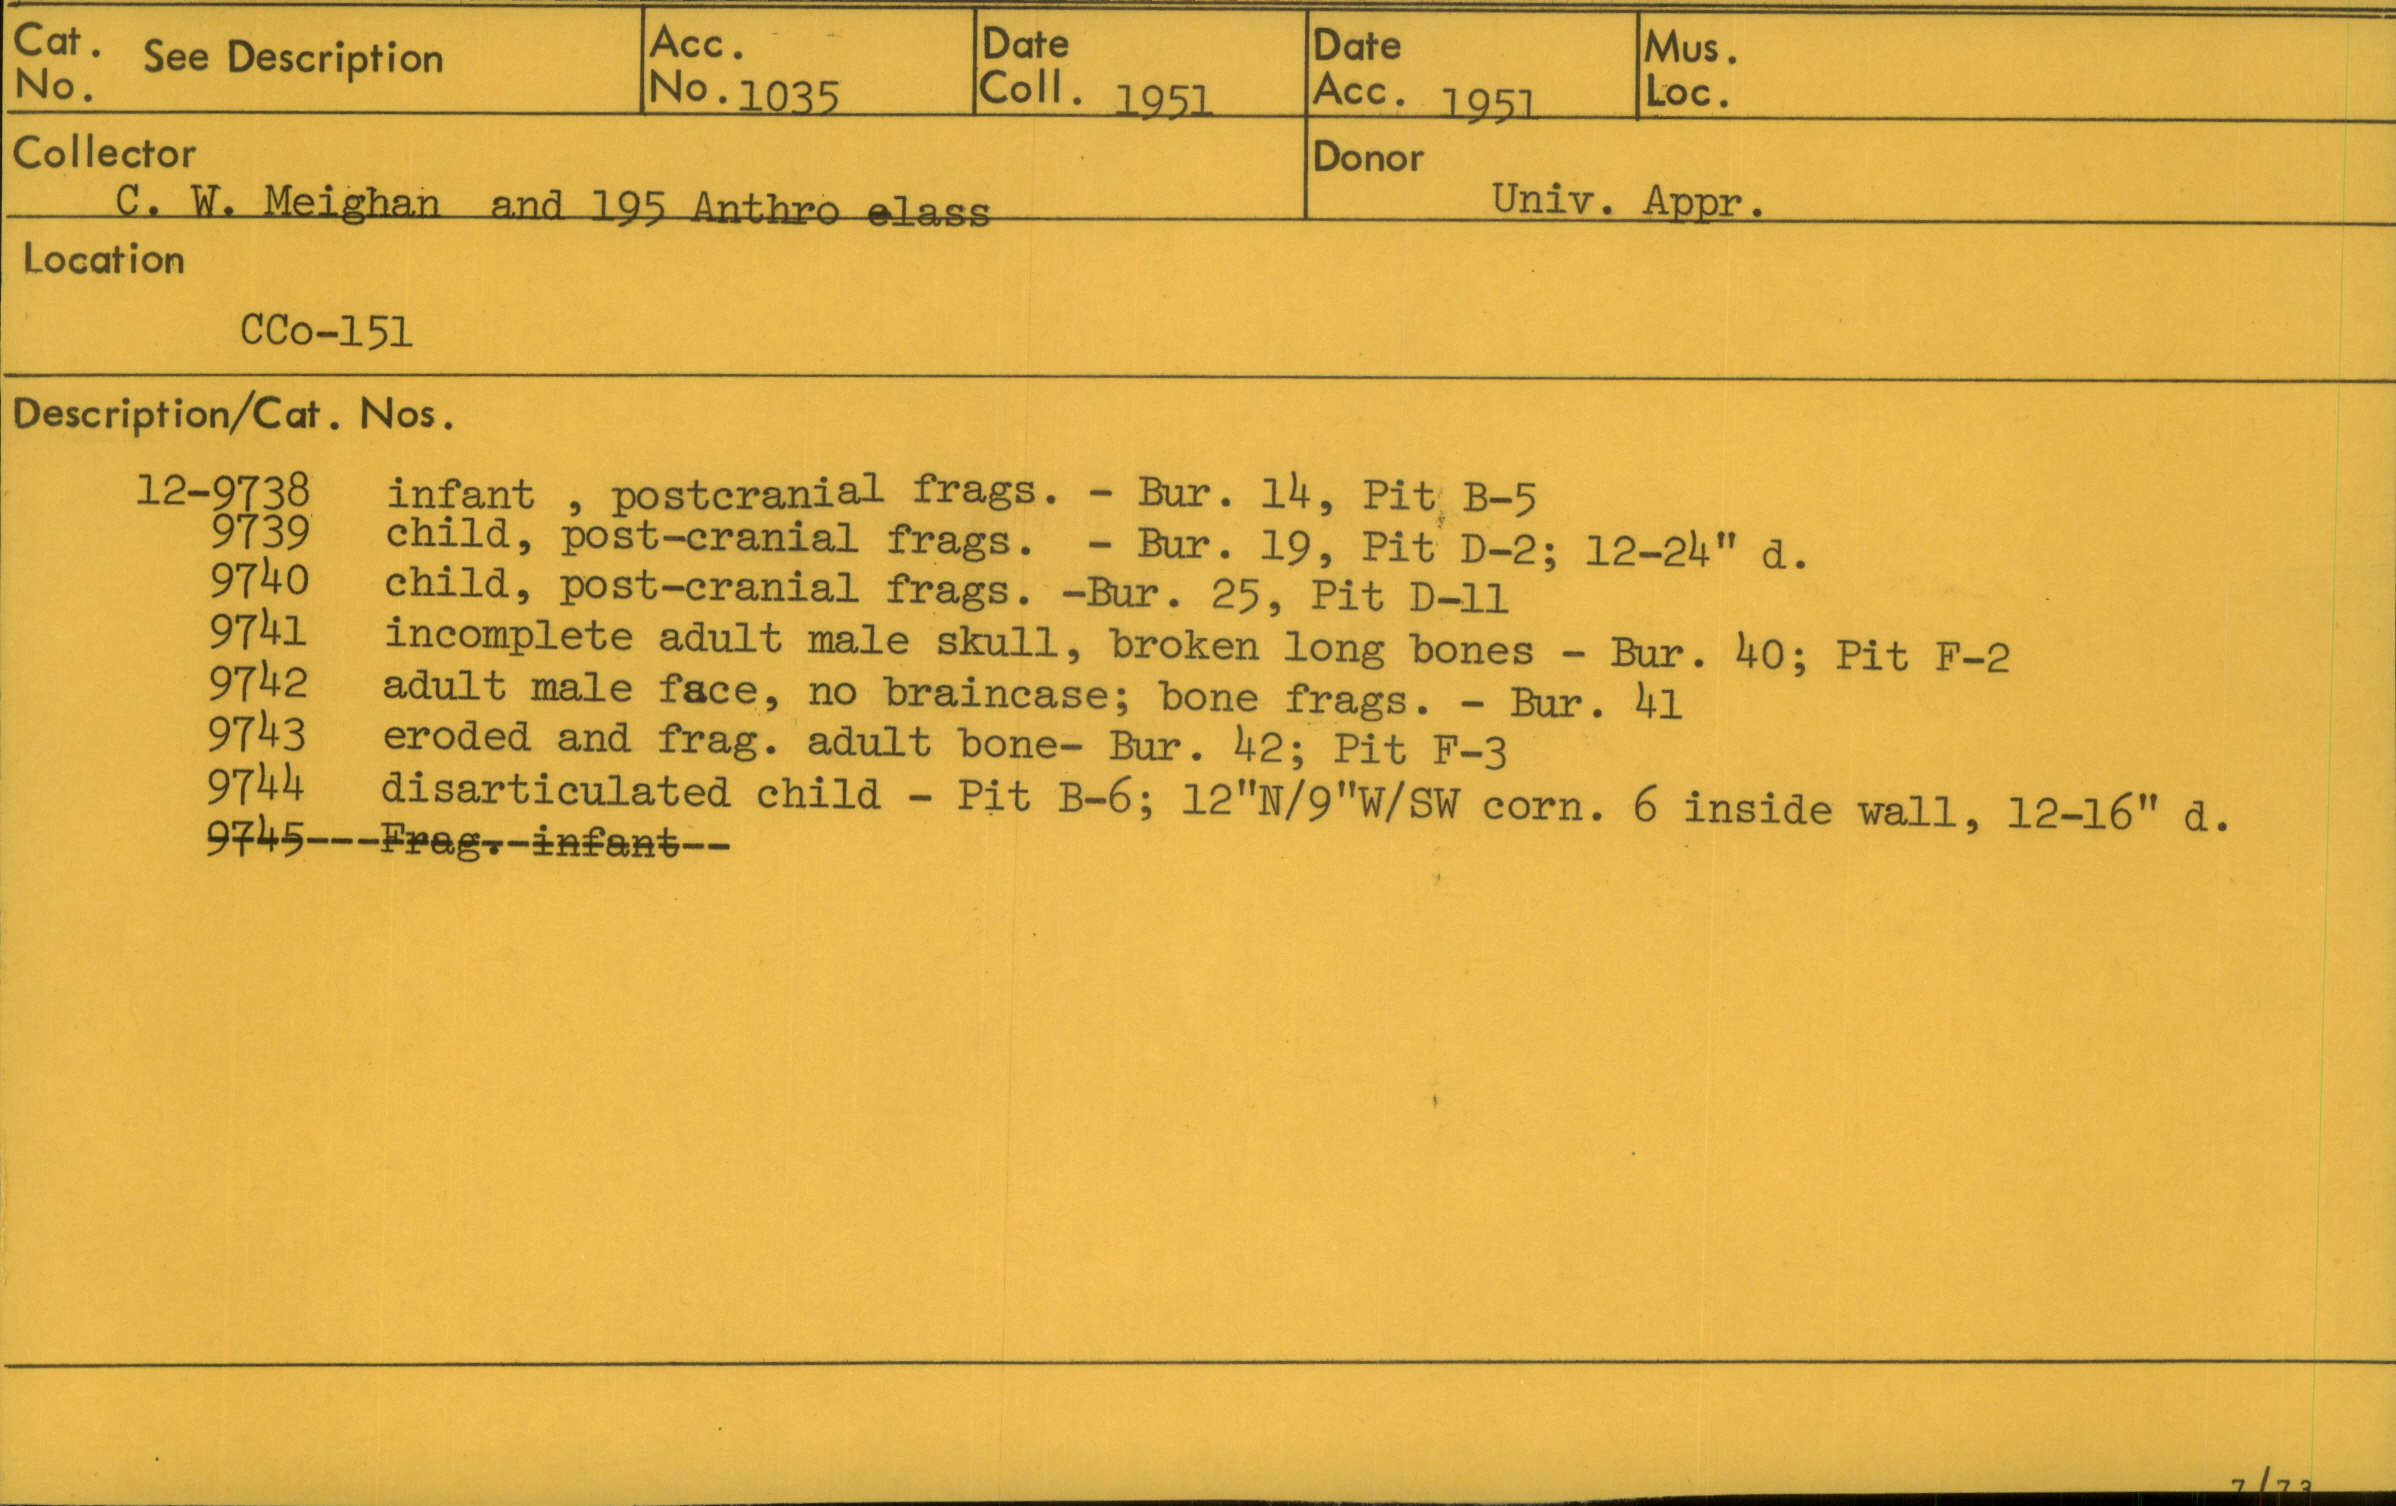 Cat. No. See Description
Acc. No. 1035
Date Coll. 1951
Date Acc. 1951
Mus. Loc.
Collector
C. W. Meighan and 195 Anthro class
Donor
Univ. Appr.
Location
CCo-151
Description/Cat. Nos.
12-9738 infant , postcranial frags. - Bur. 14, Pit B-5
9739 child, post-cranial frags. - Bur. 19, Pit D-2; 12-24" d.
9740 child, post-cranial frags. -Bur. 25, Pit D-11
9741 incomplete adult male skull, broken long bones - Bur. 40; Pit F-2
9742 adult male face, no braincase; bone frags. - Bur. 41
9743 eroded and frag. adult bone- Bur. 42; Pit F-3
9744 disarticulated child - Pit B-6; 12"N/9"W/SW corn. 6 inside wall, 12-16" d.
9745---Frag.-infant--
7/73